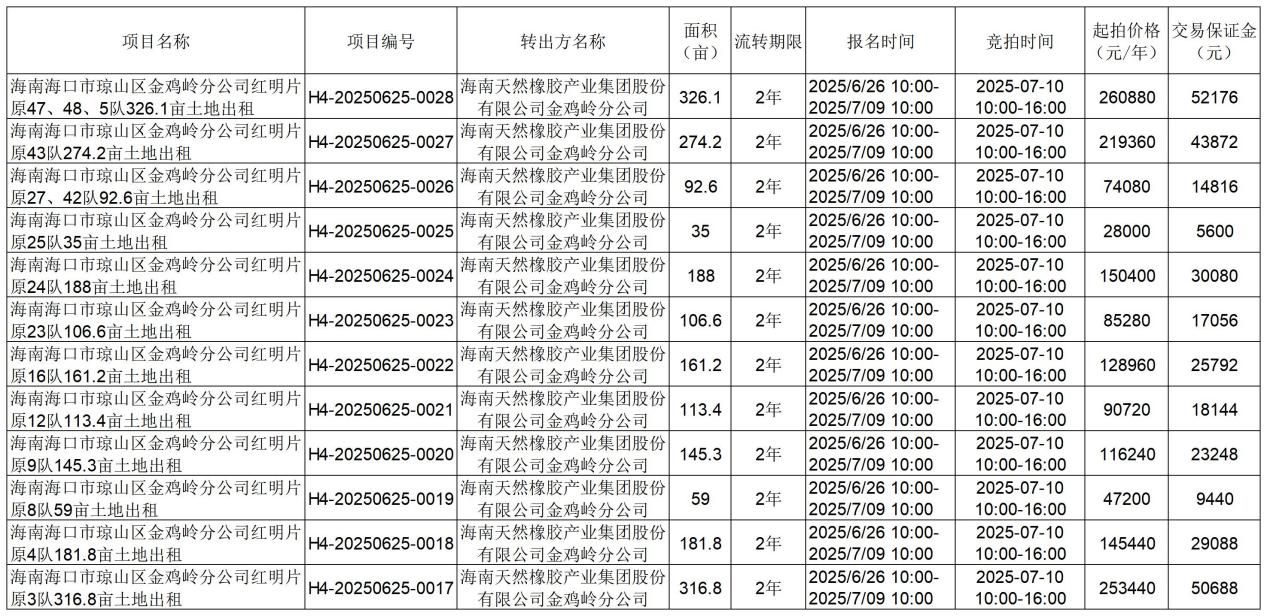 项目名称 项目编号 转出方名称 面积（亩） 流转期限 报名时间 竞拍时间 起拍价格（元/年） 交易保证金（元）
海南海口市琼山区金鸡岭分公司红明片原47、48、5队326.1亩土地出租 H4-20250625-0028 海南天然橡胶产业集团股份有限公司金鸡岭分公司 326.1 2年 2025/6/26 10:00-2025/7/09 10:00 2025-07-10 10:00-16:00 260880 52176
海南海口市琼山区金鸡岭分公司红明片原43队274.2亩土地出租 H4-20250625-0027 海南天然橡胶产业集团股份有限公司金鸡岭分公司 274.2 2年 2025/6/26 10:00-2025/7/09 10:00 2025-07-10 10:00-16:00 219360 43872
海南海口市琼山区金鸡岭分公司红明片原27、42队92.6亩土地出租 H4-20250625-0026 海南天然橡胶产业集团股份有限公司金鸡岭分公司 92.6 2年 2025/6/26 10:00-2025/7/09 10:00 2025-07-10 10:00-16:00 74080 14816
海南海口市琼山区金鸡岭分公司红明片原25队35亩土地出租 H4-20250625-0025 海南天然橡胶产业集团股份有限公司金鸡岭分公司 35 2年 2025/6/26 10:00-2025/7/09 10:00 2025-07-10 10:00-16:00 28000 5600
海南海口市琼山区金鸡岭分公司红明片原24队188亩土地出租 H4-20250625-0024 海南天然橡胶产业集团股份有限公司金鸡岭分公司 188 2年 2025/6/26 10:00-2025/7/09 10:00 2025-07-10 10:00-16:00 150400 30080
海南海口市琼山区金鸡岭分公司红明片原23队106.6亩土地出租 H4-20250625-0023 海南天然橡胶产业集团股份有限公司金鸡岭分公司 106.6 2年 2025/6/26 10:00-2025/7/09 10:00 2025-07-10 10:00-16:00 85280 17056
海南海口市琼山区金鸡岭分公司红明片原16队161.2亩土地出租 H4-20250625-0022 海南天然橡胶产业集团股份有限公司金鸡岭分公司 161.2 2年 2025/6/26 10:00-2025/7/09 10:00 2025-07-10 10:00-16:00 128960 25792
海南海口市琼山区金鸡岭分公司红明片原12队113.4亩土地出租 H4-20250625-0021 海南天然橡胶产业集团股份有限公司金鸡岭分公司 113.4 2年 2025/6/26 10:00-2025/7/09 10:00 2025-07-10 10:00-16:00 90720 18144
海南海口市琼山区金鸡岭分公司红明片原9队145.3亩土地出租 H4-20250625-0020 海南天然橡胶产业集团股份有限公司金鸡岭分公司 145.3 2年 2025/6/26 10:00-2025/7/09 10:00 2025-07-10 10:00-16:00 116240 23248
海南海口市琼山区金鸡岭分公司红明片原8队59亩土地出租 H4-20250625-0019 海南天然橡胶产业集团股份有限公司金鸡岭分公司 59 2年 2025/6/26 10:00-2025/7/09 10:00 2025-07-10 10:00-16:00 47200 9440
海南海口市琼山区金鸡岭分公司红明片原4队181.8亩土地出租 H4-20250625-0018 海南天然橡胶产业集团股份有限公司金鸡岭分公司 181.8 2年 2025/6/26 10:00-2025/7/09 10:00 2025-07-10 10:00-16:00 145440 29088
海南海口市琼山区金鸡岭分公司红明片原3队316.8亩土地出租 H4-20250625-0017 海南天然橡胶产业集团股份有限公司金鸡岭分公司 316.8 2年 2025/6/26 10:00-2025/7/09 10:00 2025-07-10 10:00-16:00 253440 50688